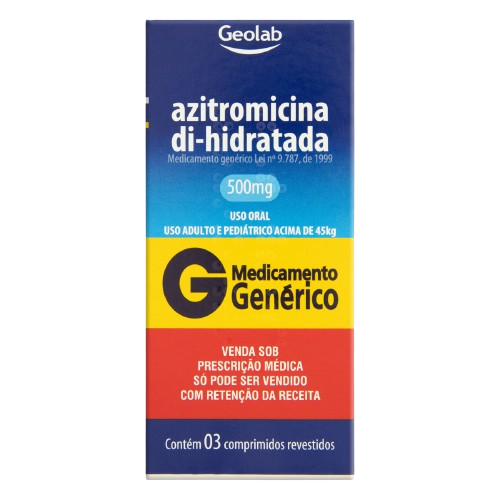 Geolab
azitromicina
di-hidratada
Medicamento genérico Lei nº 9.787, de 1999
500mg
USO ORAL
USO ADULTO E PEDIÁTRICO ACIMA DE 45kg
G Medicamento
Genérico
VENDA SOB
PRESCRIÇÃO MÉDICA
SÓ PODE SER VENDIDO
COM RETENÇÃO DA RECEITA
Contém 03 comprimidos revestidos